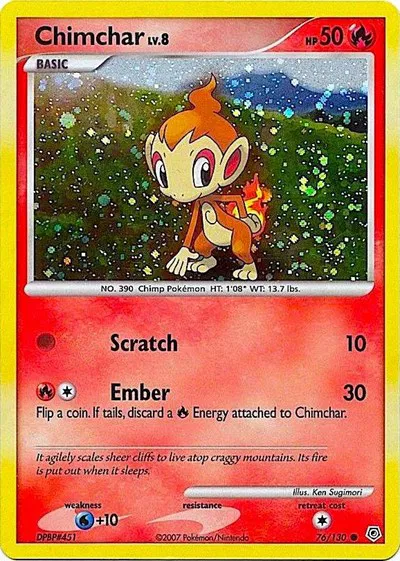 Chimchar LV.8 HP 50
BASIC
NO. 390 Chimp Pokémon HT: 1'08" WT: 13.7 lbs.
Scratch 10
Ember 30
Flip a coin. If tails, discard a Energy attached to Chimchar.
It agilely scales sheer cliffs to live atop craggy mountains. Its fire
is put out when it sleeps.
Illus. Ken Sugimori
weakness resistance retreat cost
+10
DPBP#451 ©2007 Pokémon/Nintendo 76/130